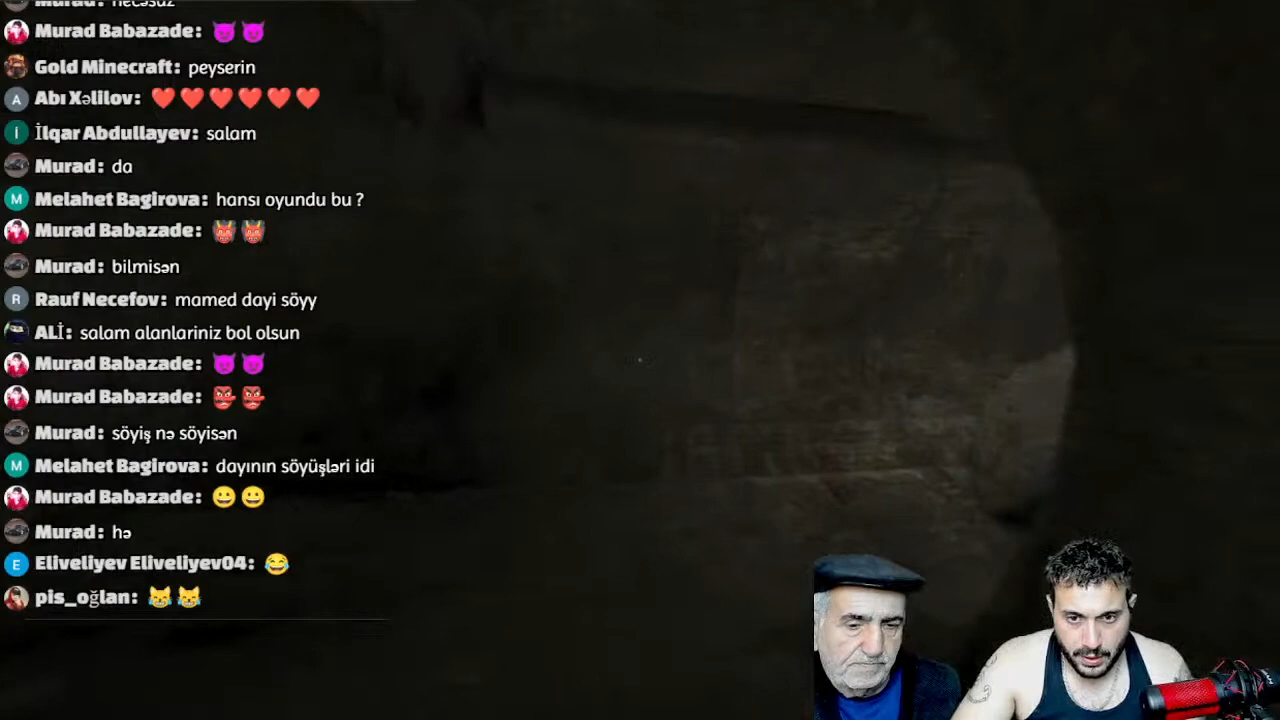 Murad: necəsuz
Murad Babazade: 😈😈
Gold Minecraft: peyserin
A Abı Xəlilov: ❤️❤️❤️❤️❤️❤️
İ İlqar Abdullayev: salam
Murad: da
M Melahet Bagirova: hansı oyundu bu ?
Murad Babazade: 👹👹
Murad: bilmisən
R Rauf Necefov: mamed dayi söyy
ALİ: salam alanlariniz bol olsun
Murad Babazade: 😈😈
Murad Babazade: 👺👺
Murad: söyiş nə söyisən
M Melahet Bagirova: dayının söyüşləri idi
Murad Babazade: 😀😀
Murad: hə
E Eliveliyev Eliveliyev04: 😂
pis_oğlan: 😹😹